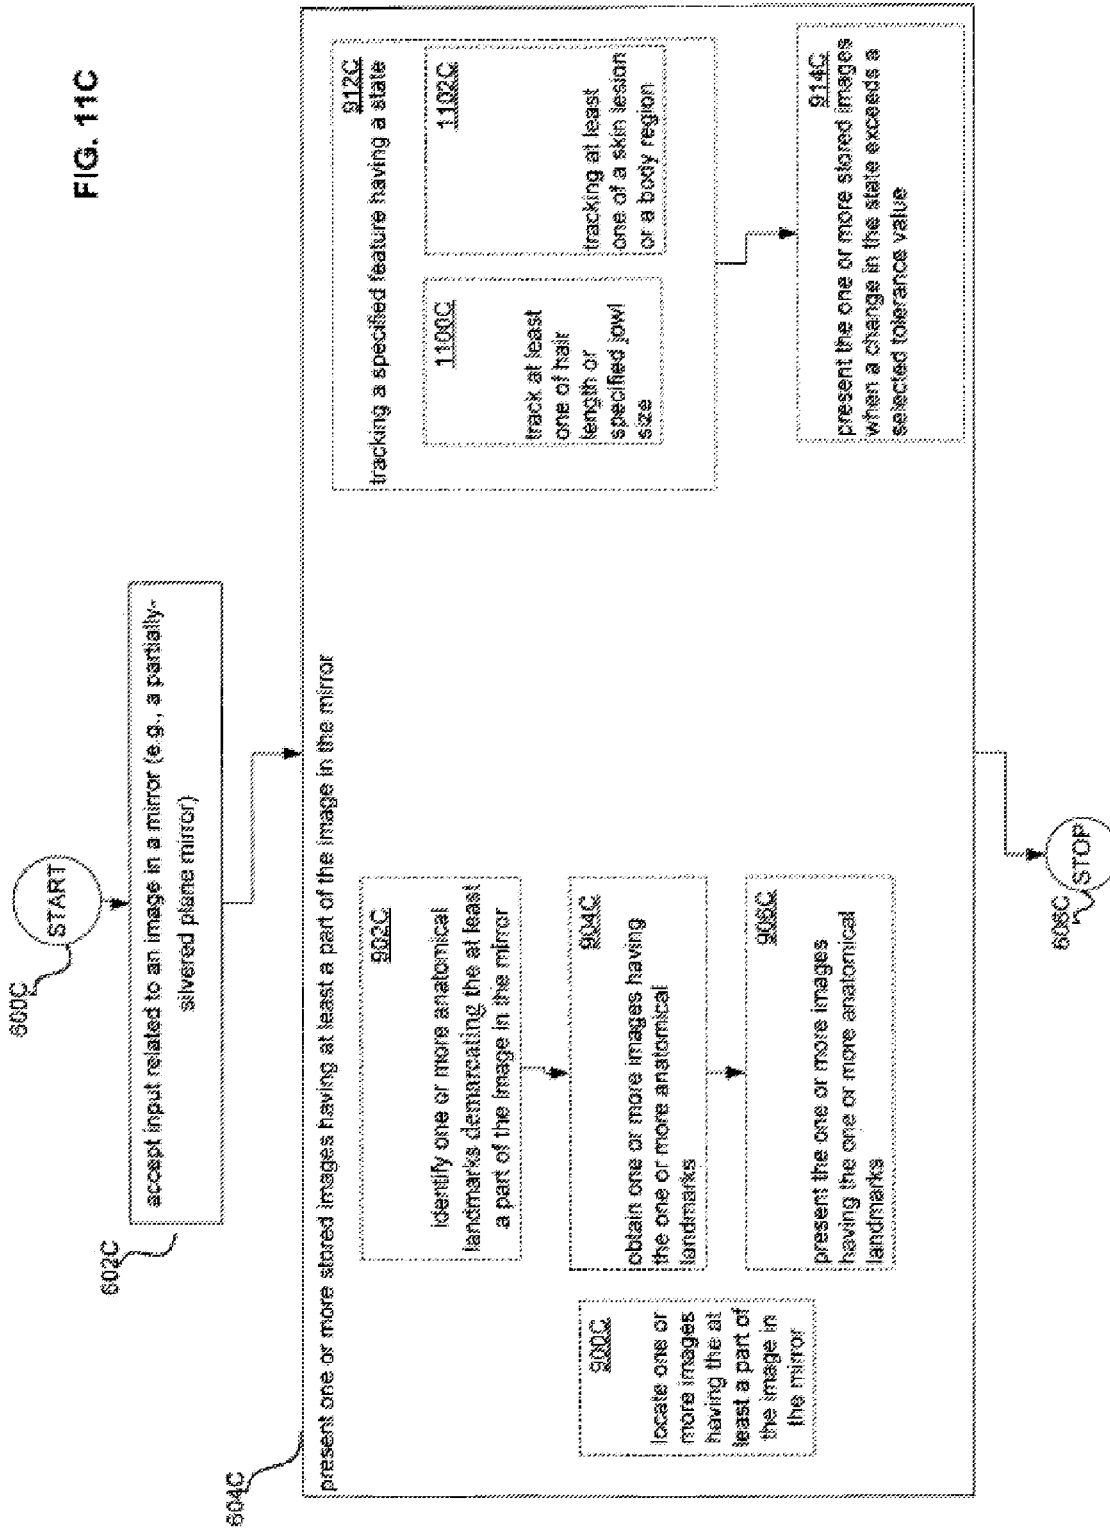 FIG. 11C
600C
START
602C
accept input related to an image in a mirror (e.g., a partially-
silvered plane mirror)
604C
present one or more stored images having at least a part of the image in the mirror
900C
locate one or
more images
having the at
least a part of
the image in
the mirror
902C
identify one or more anatomical
landmarks demarcating the at least
a part of the image in the mirror
904C
obtain one or more images having
the one or more anatomical
landmarks
906C
present the one or more images
having the one or more anatomical
landmarks
912C
tracking a specified feature having a state
1100C
track at least
one of hair
length or
specified jowl
size
1102C
tracking at least
one of a skin lesion
or a body region
914C
present the one or more stored images
when a change in the state exceeds a
selected tolerance value
606C
STOP